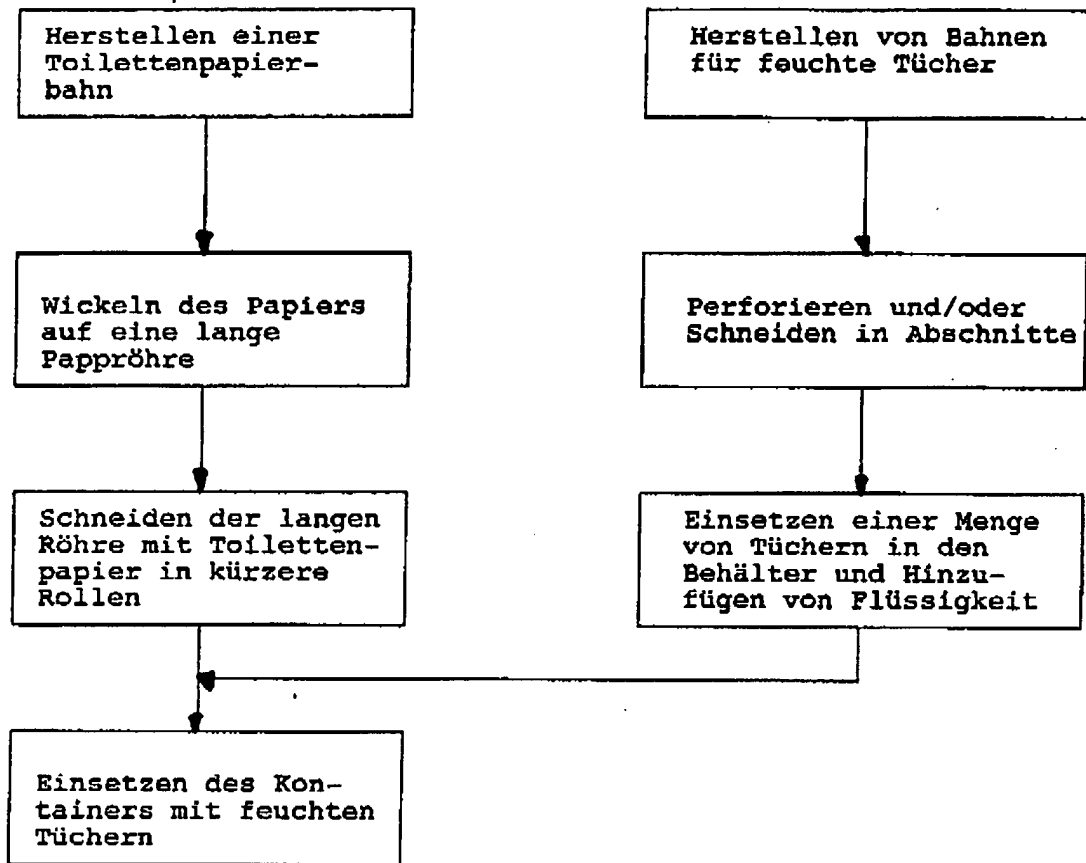 Herstellen einer
Toilettenpapier-
bahn
Herstellen von Bahnen
für feuchte Tücher
Wickeln des Papiers
auf eine lange
Pappröhre
Perforieren und/oder
Schneiden in Abschnitte
Schneiden der langen
Röhre mit Toiletten-
papier in kürzere
Rollen
Einsetzen einer Menge
von Tüchern in den
Behälter und Hinzu-
fügen von Flüssigkeit
Einsetzen des Kon-
tainers mit feuchten
Tüchern